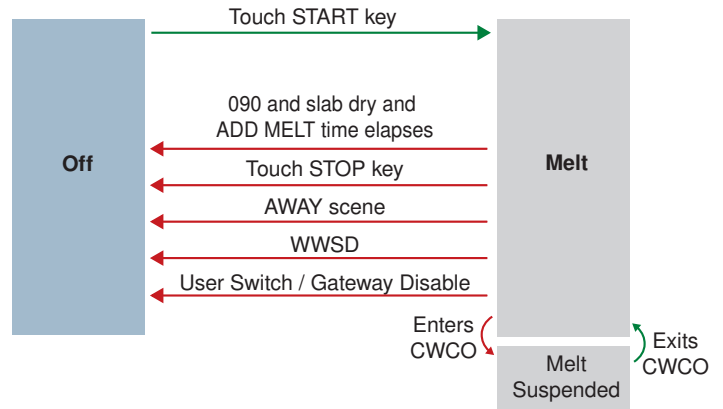 Touch START key
090 and slab dry and
ADD MELT time elapses
Off
Melt
Touch STOP key
AWAY scene
WWSD
User Switch / Gateway Disable
Enters
CWCO
Exits
CWCO
Melt
Suspended